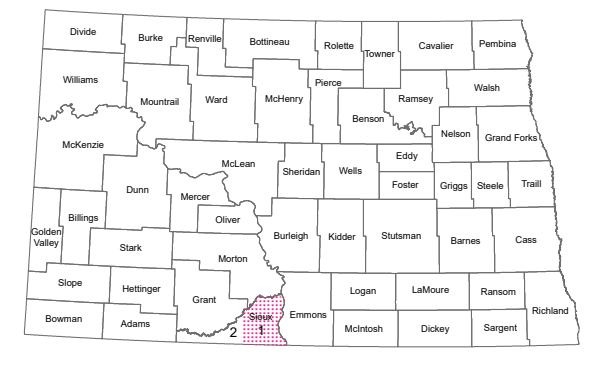 Divide
Burke
Renville
Bottineau
Rolette
Towner
Cavalier
Pembina
Williams
Mountrail
Ward
McHenry
Pierce
Benson
Ramsey
Walsh
Nelson
Grand Forks
McKenzie
Dunn
McLean
Mercer
Oliver
Sheridan
Wells
Eddy
Foster
Griggs
Steele
Traill
Golden
Valley
Billings
Stark
Morton
Burleigh
Kidder
Stutsman
Barnes
Cass
Slope
Hettinger
Grant
Logan
LaMoure
Ransom
Richland
Bowman
Adams
Sioux
1
2
Emmons
McIntosh
Dickey
Sargent